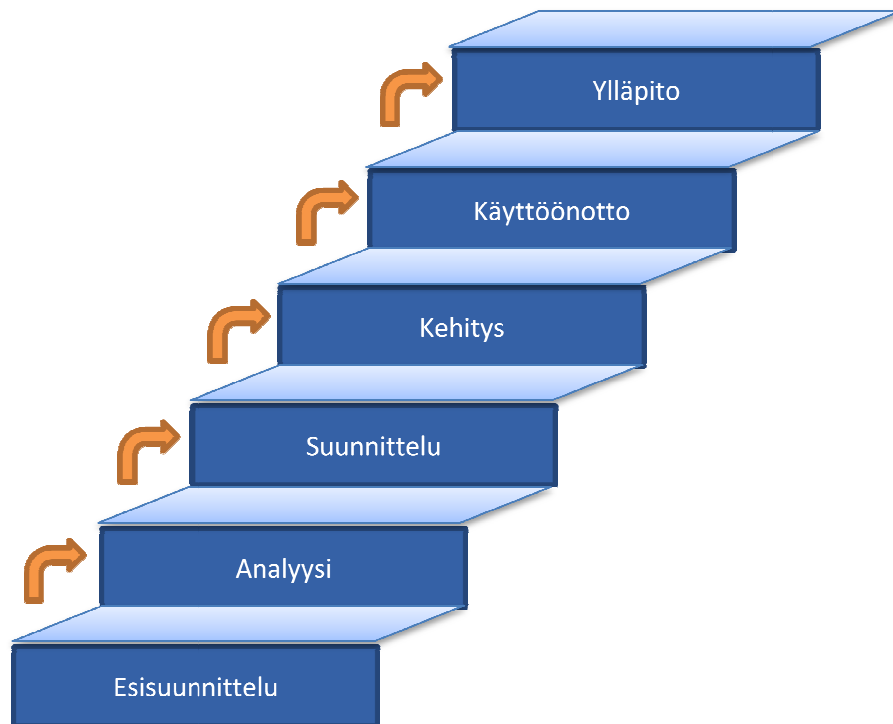 Ylläpito
Käyttöönotto
Kehitys
Suunnittelu
Analyysi
Esisuunnittelu